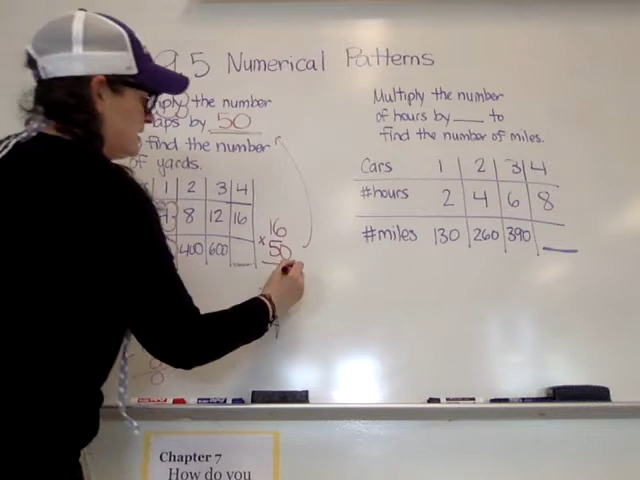 9.5 Numerical Patterns
the number
by 50
find the number
of yards.
1 2 3 4
8 12 16
400 600
16
x 50
Multiply the number
of hours by ___ to
find the number of miles.
Cars 1 2 3 4
#hours 2 4 6 8
#miles 130 260 390 ___
Chapter 7
How do you